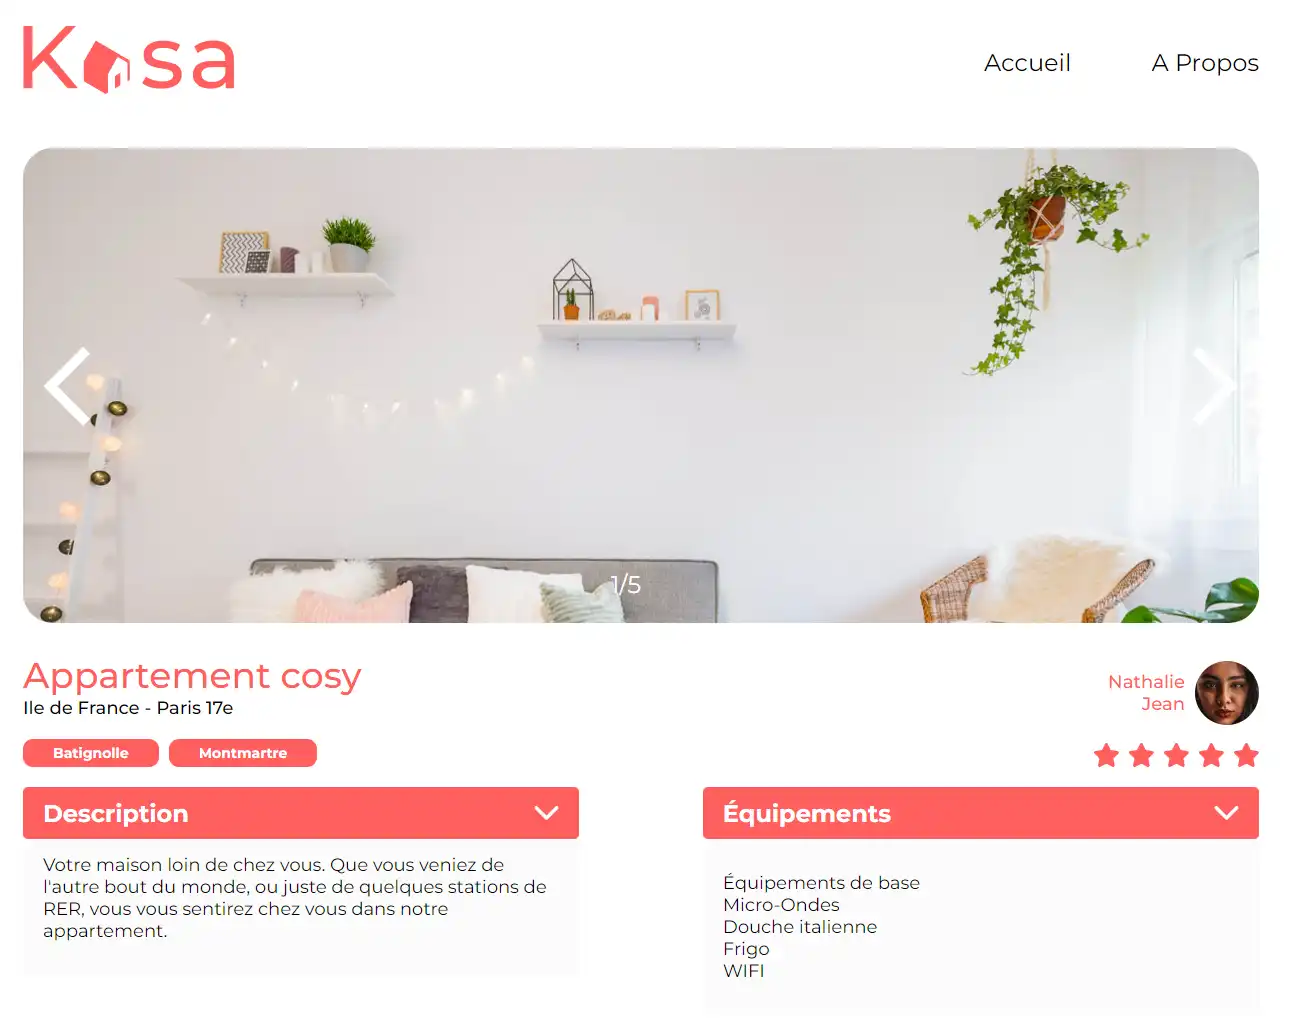 Kasa
Accueil
A Propos
1/5
Appartement cosy
Ile de France - Paris 17e
Nathalie
Jean
Batignolle
Montmartre
Description
Votre maison loin de chez vous. Que vous veniez de
l'autre bout du monde, ou juste de quelques stations de
RER, vous vous sentirez chez vous dans notre
appartement.
Équipements
Équipements de base
Micro-Ondes
Douche italienne
Frigo
WIFI